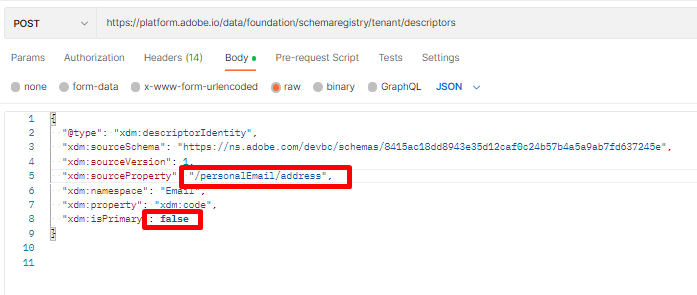 POST https://platform.adobe.io/data/foundation/schemaregistry/tenant/descriptors
Params Authorization Headers (14) Body Pre-request Script Tests Settings
none form-data x-www-form-urlencoded raw binary GraphQL JSON
1 {
2 "@type": "xdm:descriptorIdentity",
3 "xdm:sourceSchema": "https://ns.adobe.com/devbc/schemas/8415ac18dd8943e35d12caf0c24b57b4a5a9ab7fd637245e",
4 "xdm:sourceVersion": 1,
5 "xdm:sourceProperty": "/personalEmail/address",
6 "xdm:namespace": "Email",
7 "xdm:property": "xdm:code",
8 "xdm:isPrimary": false
9 }
10
11